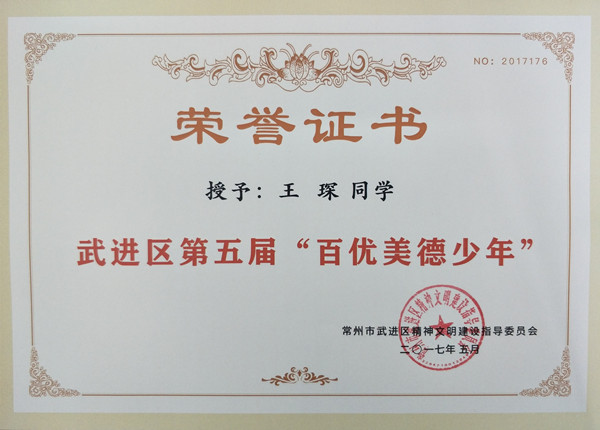 NO：2017176
荣誉证书
授予：王 琛 同学
武进区第五届“百优美德少年”
常州市武进区精神文明建设指导委员会
二〇一七年五月